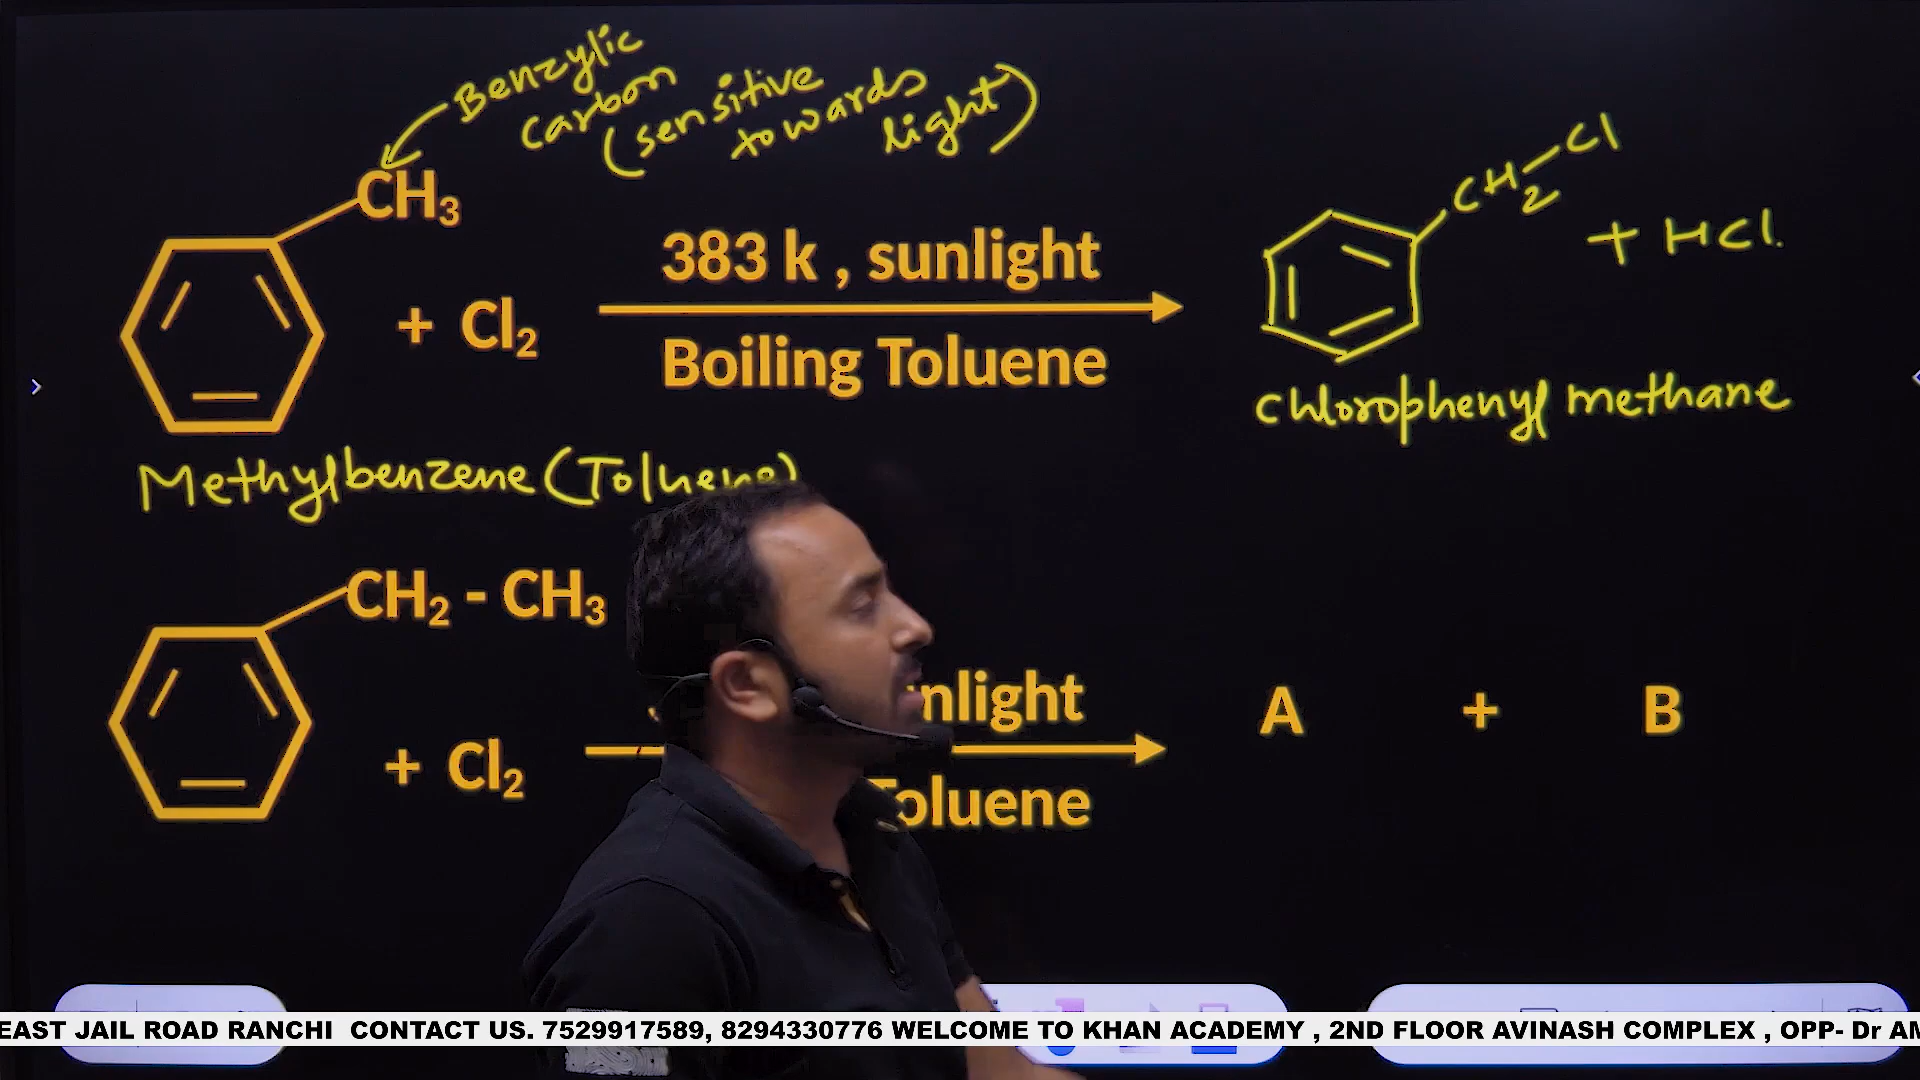 Benzylic
carbon
(sensitive
towards
light)
CH3
+ Cl2
383 k , sunlight
Boiling Toluene
CH2-Cl
+ HCl.
Methylbenzene (Toluene)
chlorophenyl methane
CH2 - CH3
+ Cl2
nlight
Toluene
A + B
EAST JAIL ROAD RANCHI CONTACT US. 7529917589, 8294330776 WELCOME TO KHAN ACADEMY , 2ND FLOOR AVINASH COMPLEX , OPP- Dr AM